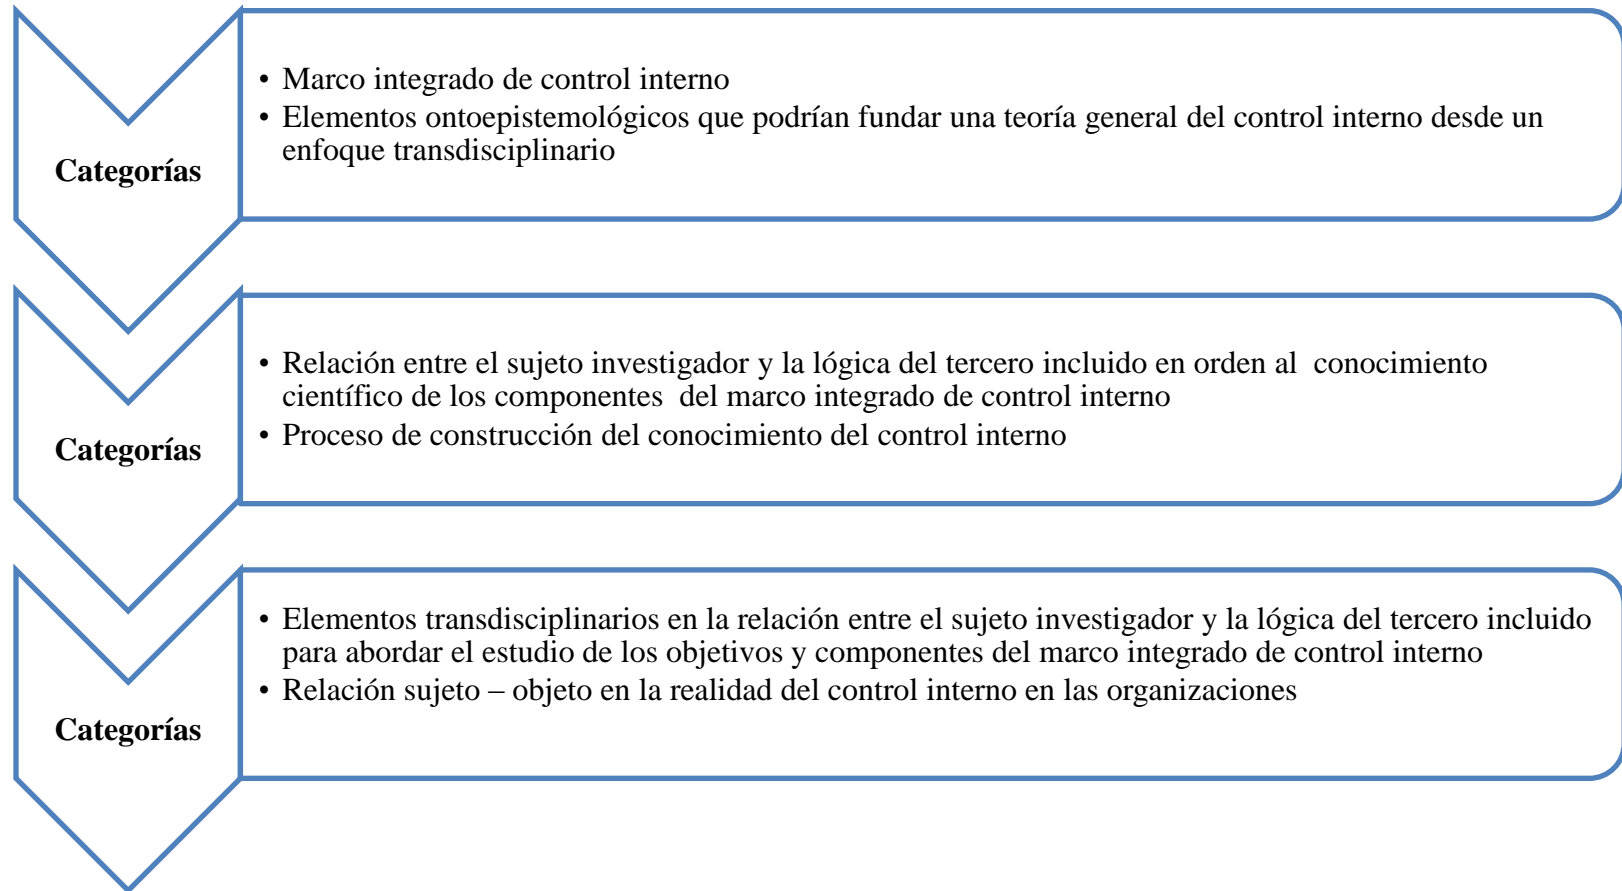 Categorías
• Marco integrado de control interno
• Elementos ontoepistemológicos que podrían fundar una teoría general del control interno desde un
enfoque transdisciplinario
Categorías
• Relación entre el sujeto investigador y la lógica del tercero incluido en orden al  conocimiento
científico de los componentes  del marco integrado de control interno
• Proceso de construcción del conocimiento del control interno
Categorías
• Elementos transdisciplinarios en la relación entre el sujeto investigador y la lógica del tercero incluido
para abordar el estudio de los objetivos y componentes del marco integrado de control interno
• Relación sujeto – objeto en la realidad del control interno en las organizaciones